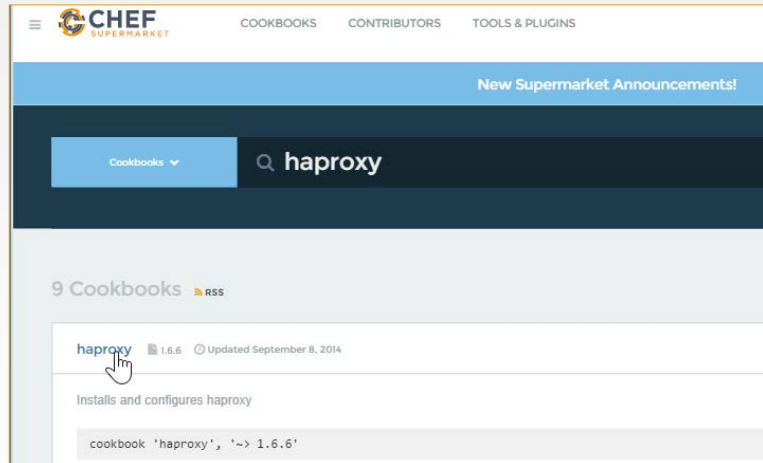 CHEF
SUPERMARKET
COOKBOOKS CONTRIBUTORS TOOLS & PLUGINS
New Supermarket Announcements!
Cookbooks haproxy
9 Cookbooks RSS
haproxy 1.6.6 Updated September 8, 2014
Installs and configures haproxy
cookbook 'haproxy', '~> 1.6.6'